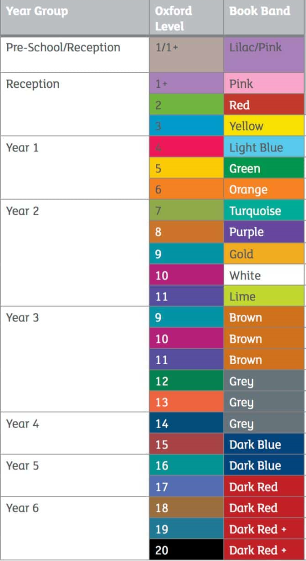 Year Group Oxford Level Book Band
Pre-School/Reception 1/1+ Lilac/Pink
Reception 1+ Pink
2 Red
3 Yellow
Year 1 4 Light Blue
5 Green
6 Orange
Year 2 7 Turquoise
8 Purple
9 Gold
10 White
11 Lime
Year 3 9 Brown
10 Brown
11 Brown
12 Grey
13 Grey
Year 4 14 Grey
15 Dark Blue
Year 5 16 Dark Blue
17 Dark Red
Year 6 18 Dark Red
19 Dark Red +
20 Dark Red +